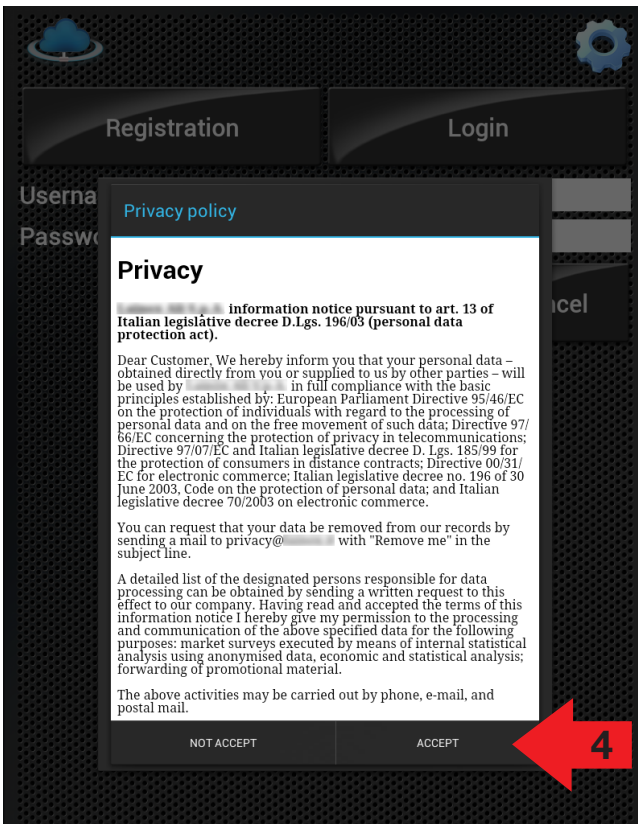 Registration
Login
Userna
Passwo
ncel
Privacy policy
Privacy
information notice pursuant to art. 13 of
Italian legislative decree D.Lgs. 196/03 (personal data
protection act).
Dear Customer, We hereby inform you that your personal data –
obtained directly from you or supplied to us by other parties – will
be used by in full compliance with the basic
principles established by: European Parliament Directive 95/46/EC
on the protection of individuals with regard to the processing of
personal data and on the free movement of such data; Directive 97/
66/EC concerning the protection of privacy in telecommunications;
Directive 97/07/EC and Italian legislative decree D. Lgs. 185/99 for
the protection of consumers in distance contracts; Directive 00/31/
EC for electronic commerce; Italian legislative decree no. 196 of 30
June 2003, Code on the protection of personal data; and Italian
legislative decree 70/2003 on electronic commerce.
You can request that your data be removed from our records by
sending a mail to privacy@ with "Remove me" in the
subject line.
A detailed list of the designated persons responsible for data
processing can be obtained by sending a written request to this
effect to our company. Having read and accepted the terms of this
information notice I hereby give my permission to the processing
and communication of the above specified data for the following
purposes: market surveys executed by means of internal statistical
analysis using anonymised data, economic and statistical analysis;
forwarding of promotional material.
The above activities may be carried out by phone, e-mail, and
postal mail.
NOT ACCEPT
ACCEPT
4